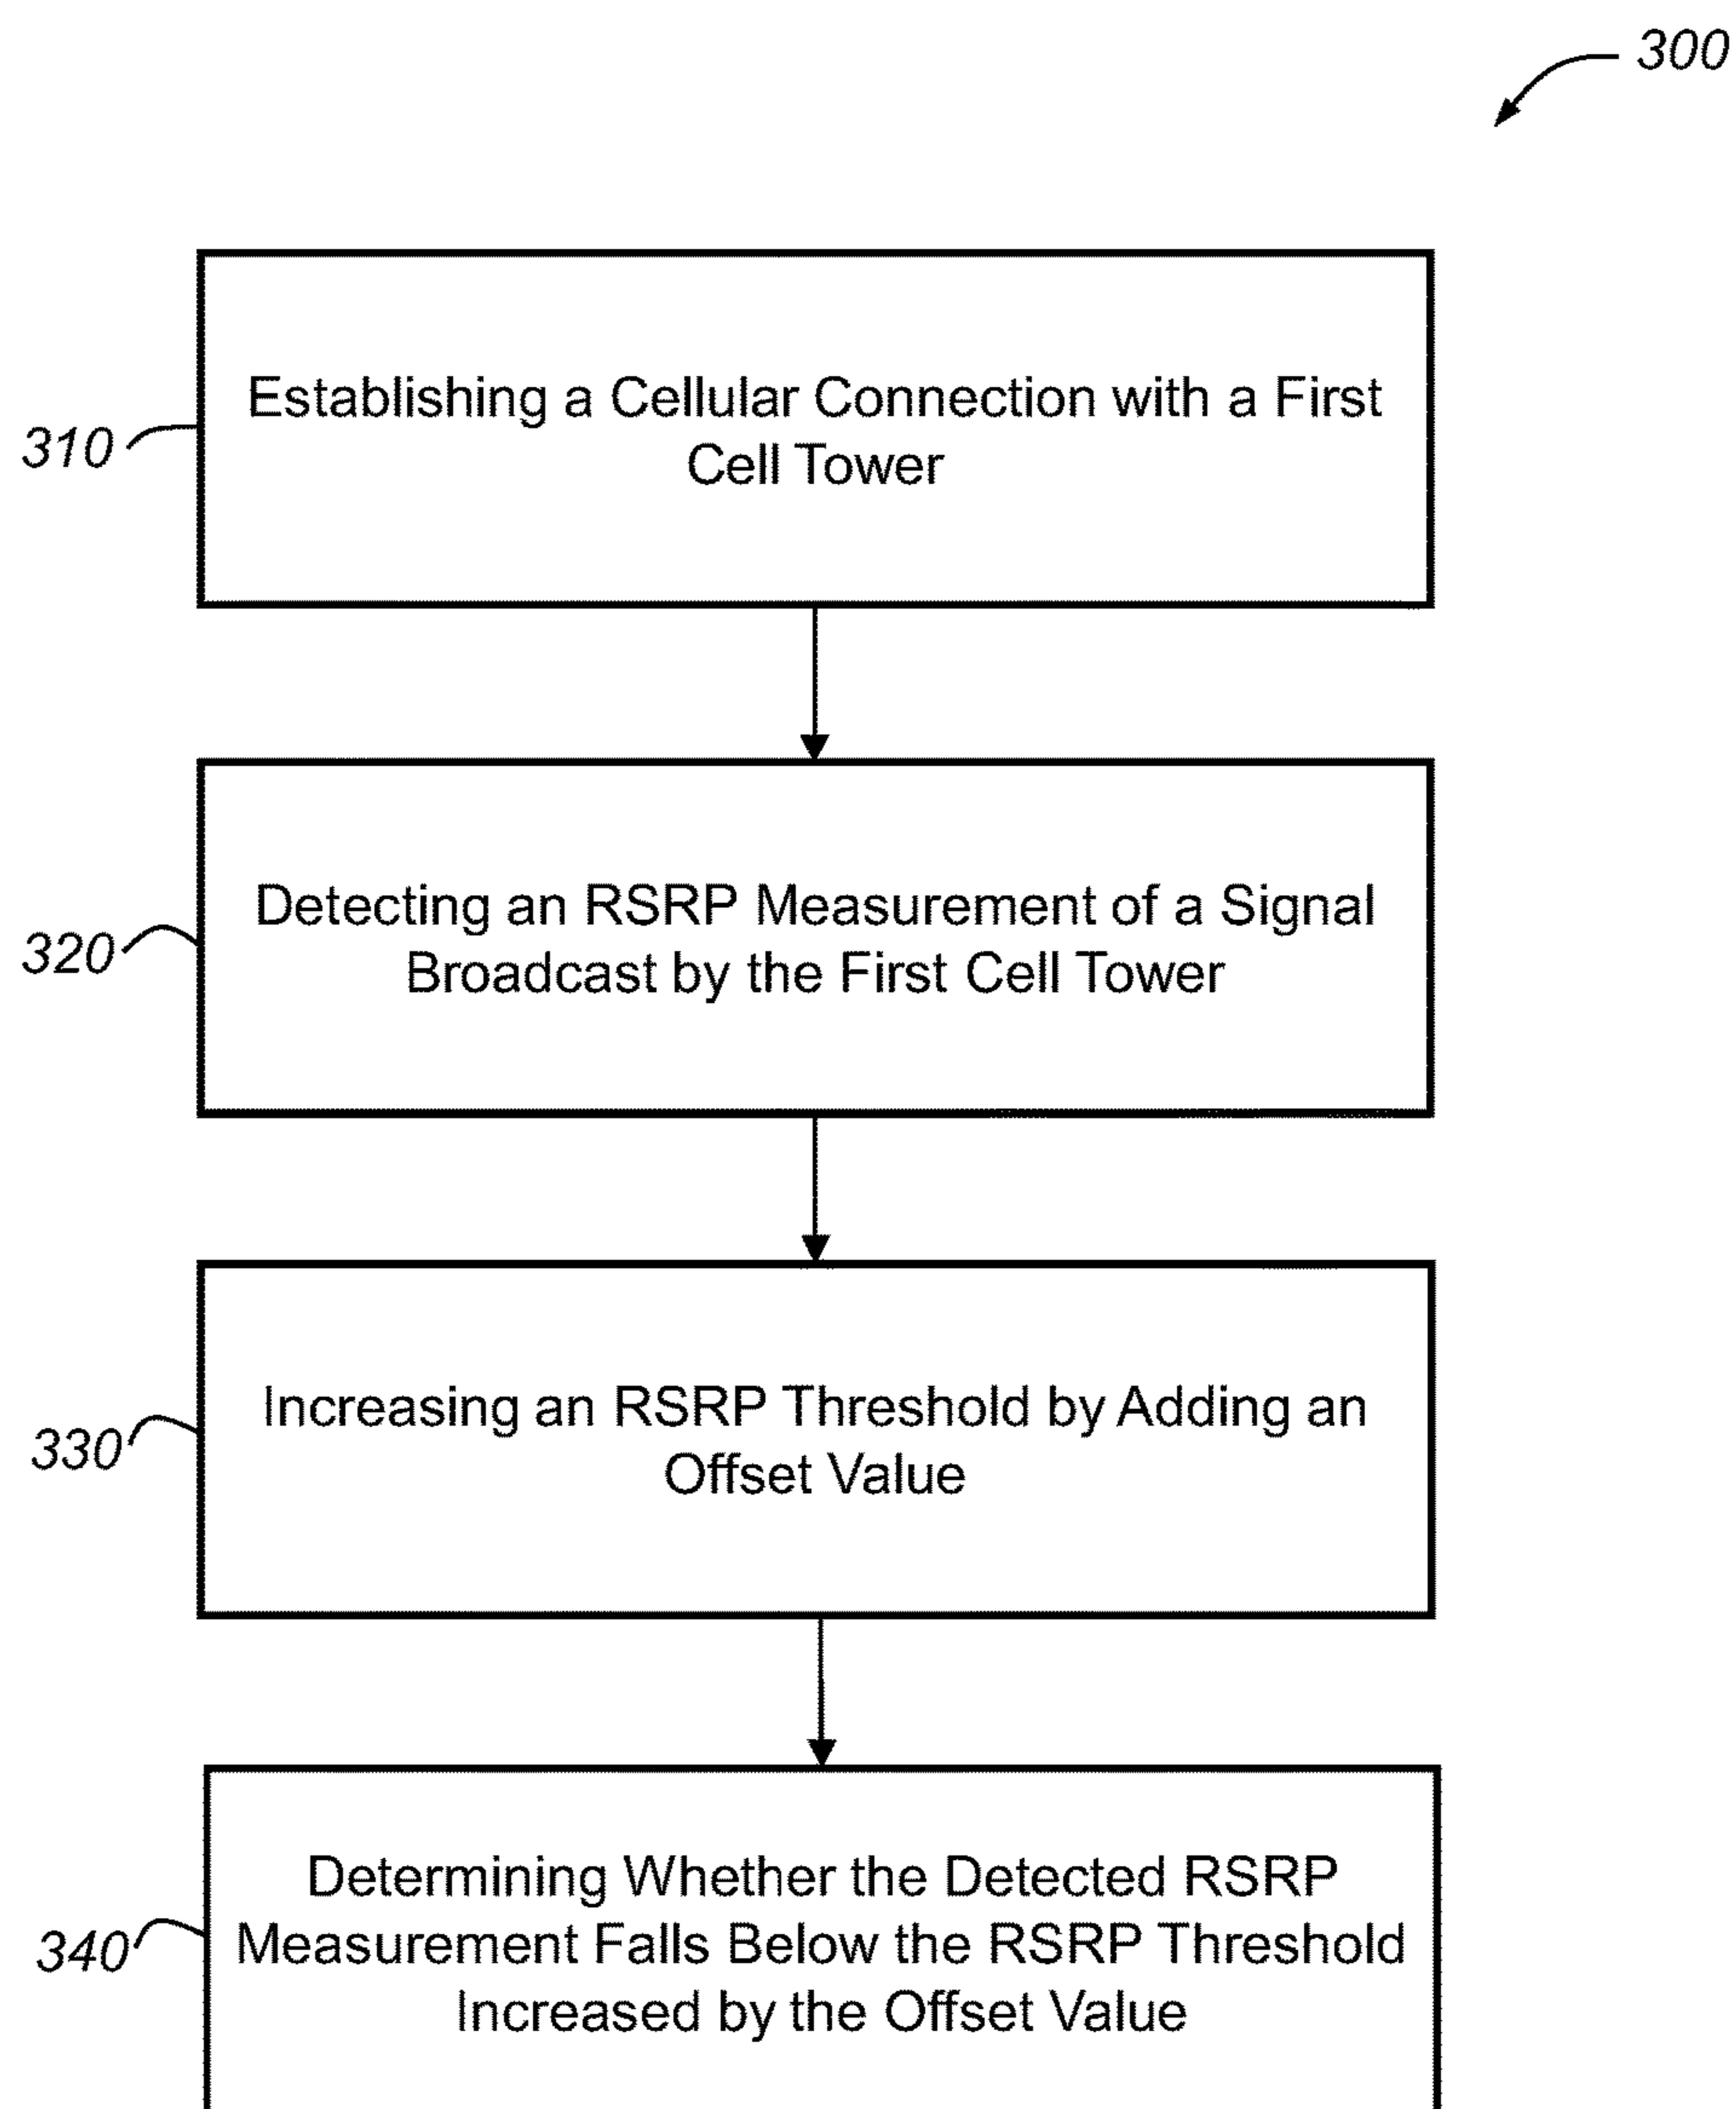 300
310
Establishing a Cellular Connection with a First
Cell Tower
320
Detecting an RSRP Measurement of a Signal
Broadcast by the First Cell Tower
330
Increasing an RSRP Threshold by Adding an
Offset Value
340
Determining Whether the Detected RSRP
Measurement Falls Below the RSRP Threshold
Increased by the Offset Value